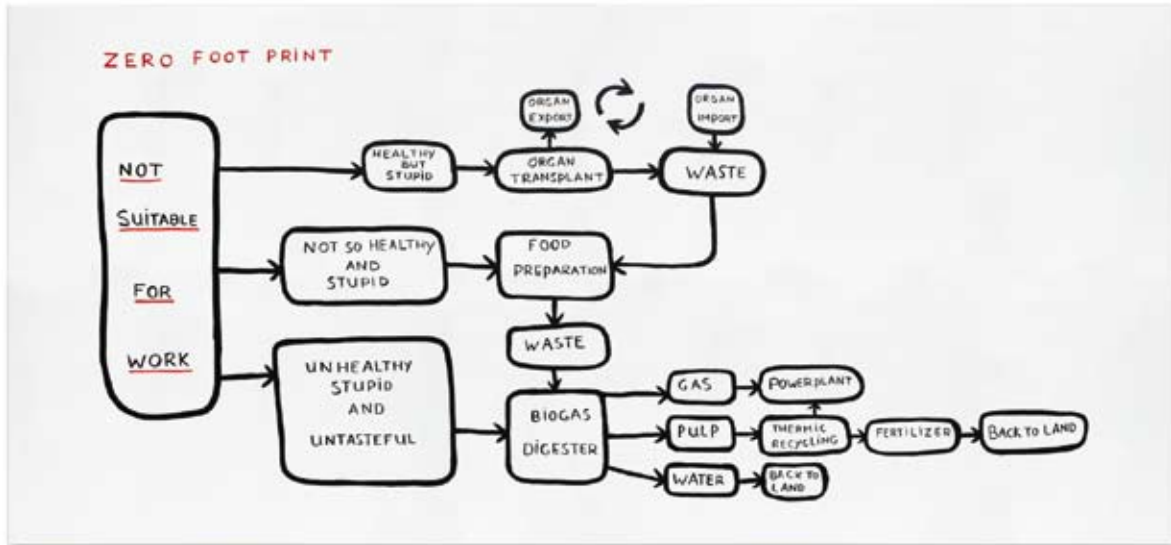 ZERO FOOT PRINT
NOT
SUITABLE
FOR
WORK
HEALTHY
BUT
STUPID
ORGAN
EXPORT
ORGAN
TRANSPLANT
ORGAN
IMPORT
WASTE
NOT SO HEALTHY
AND
STUPID
FOOD
PREPARATION
WASTE
UNHEALTHY
STUPID
AND
UNTASTEFUL
BIOGAS
DIGESTER
GAS
POWERPLANT
PULP
THERMIC
RECYCLING
FERTILIZER
BACK TO LAND
WATER
BACK TO
LAND